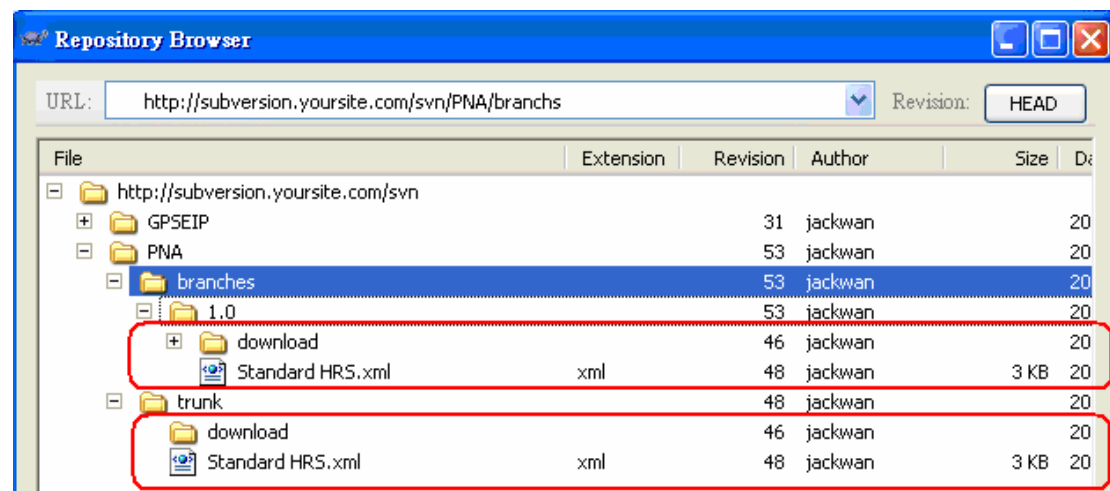 Repository Browser
URL: http://subversion.yoursite.com/svn/PNA/branchs Revision: HEAD
File Extension Revision Author Size Da
http://subversion.yoursite.com/svn
GPSEIP 31 jackwan 20
PNA 53 jackwan 20
branches 53 jackwan 20
1.0 53 jackwan 20
download 46 jackwan 20
Standard HRS.xml xml 48 jackwan 3 KB 20
trunk 48 jackwan 20
download 46 jackwan 20
Standard HRS.xml xml 48 jackwan 3 KB 20